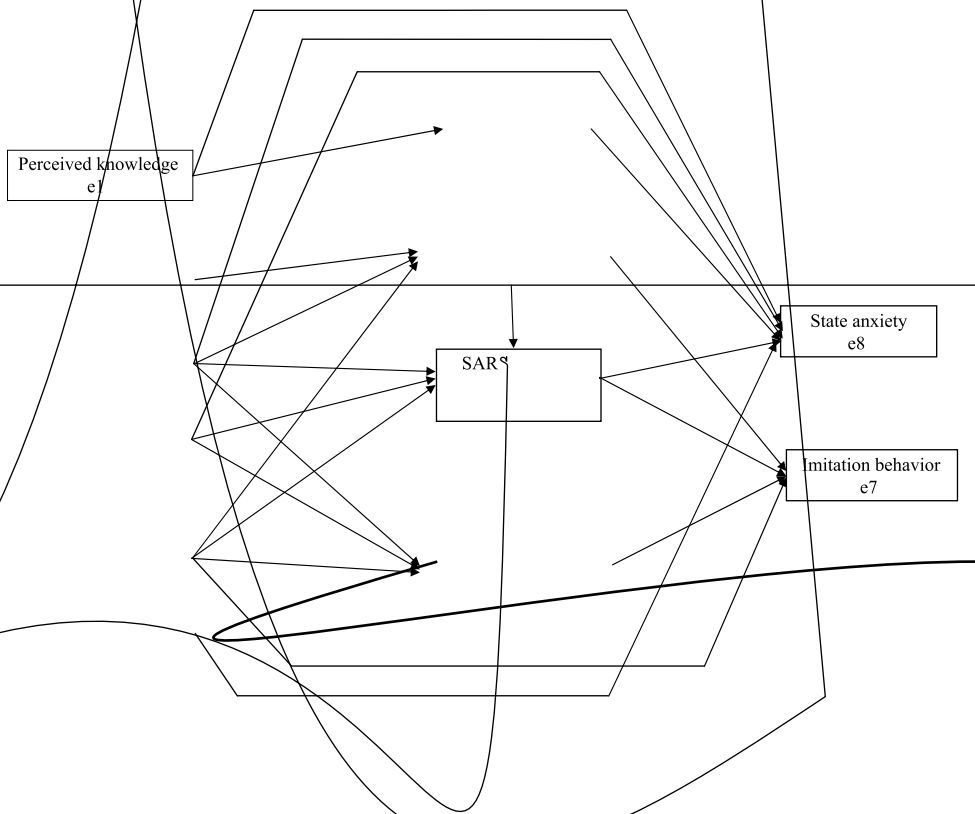 Perceived knowledge
e1
State anxiety
e8
SARS
Imitation behavior
e7